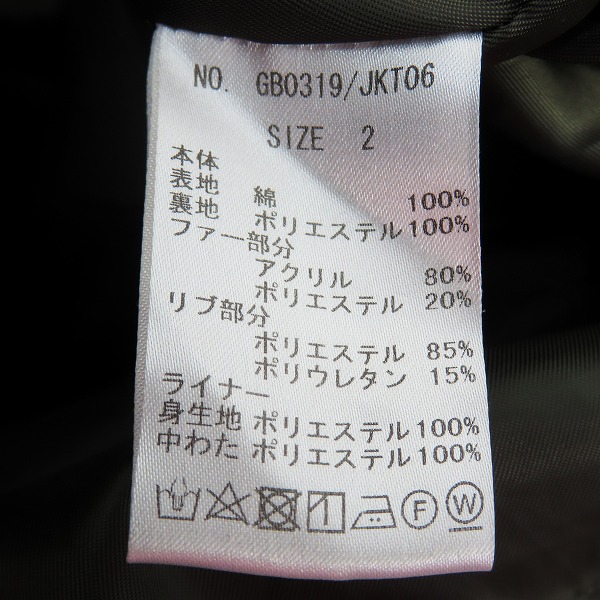 NO. GB0319/JKT06
SIZE 2
本体
表地 綿 100%
裏地 ポリエステル100%
ファー部分
アクリル 80%
ポリエステル 20%
リブ部分
ポリエステル 85%
ポリウレタン 15%
ライナー
身生地 ポリエステル100%
中わた ポリエステル100%
F W